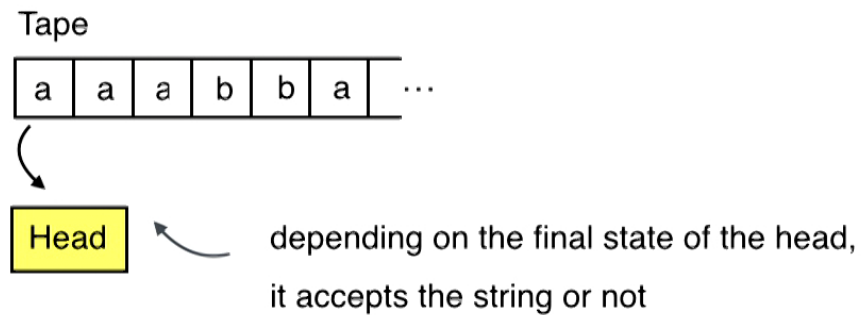 Tape
a a a b b a ...
Head
depending on the final state of the head,
it accepts the string or not